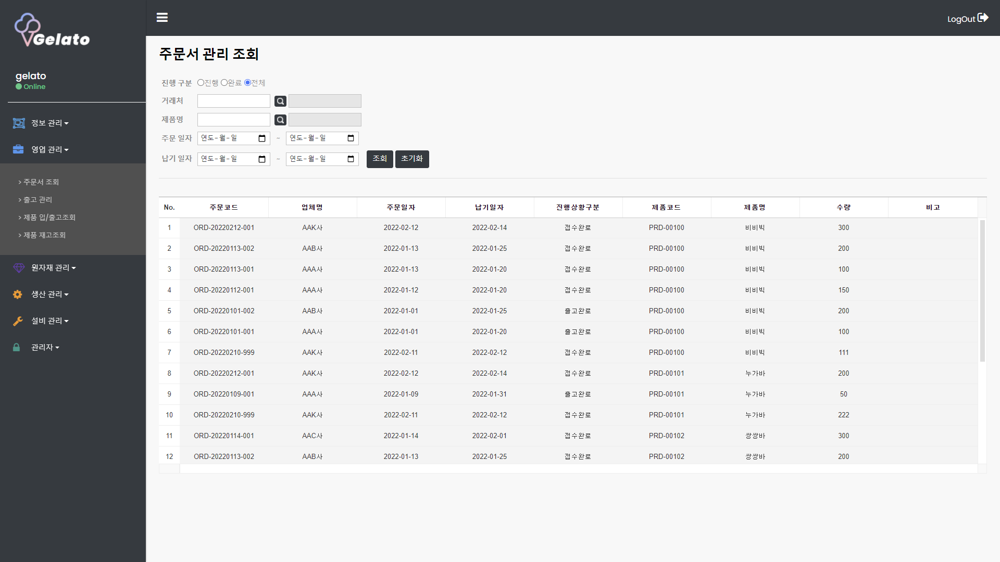 Gelato
LogOut
gelato
Online
정보 관리
영업 관리
> 주문서 조회
> 출고 관리
> 제품 입/출고조회
> 제품 재고조회
원자재 관리
생산 관리
설비 관리
관리자
주문서 관리 조회
진행 구분 진행 완료 전체
거래처
제품명
주문 일자 연도-월-일 ~ 연도-월-일
납기 일자 연도-월-일 ~ 연도-월-일 조회 초기화
No. 주문코드 업체명 주문일자 납기일자 진행상황구분 제품코드 제품명 수량 비고
1 ORD-20220212-001 AAK사 2022-02-12 2022-02-14 접수완료 PRD-00100 비비빅 300
2 ORD-20220113-002 AAB사 2022-01-13 2022-01-25 접수완료 PRD-00100 비비빅 200
3 ORD-20220113-001 AAA사 2022-01-13 2022-01-20 접수완료 PRD-00100 비비빅 100
4 ORD-20220112-001 AAA사 2022-01-12 2022-01-20 접수완료 PRD-00100 비비빅 150
5 ORD-20220101-002 AAB사 2022-01-01 2022-01-25 출고완료 PRD-00100 비비빅 200
6 ORD-20220101-001 AAA사 2022-01-01 2022-01-20 출고완료 PRD-00100 비비빅 100
7 ORD-20220210-999 AAK사 2022-02-11 2022-02-12 접수완료 PRD-00100 비비빅 111
8 ORD-20220212-001 AAK사 2022-02-12 2022-02-14 접수완료 PRD-00101 누가바 200
9 ORD-20220109-001 AAA사 2022-01-09 2022-01-31 출고완료 PRD-00101 누가바 50
10 ORD-20220210-999 AAK사 2022-02-11 2022-02-12 접수완료 PRD-00101 누가바 222
11 ORD-20220114-001 AAC사 2022-01-14 2022-02-01 접수완료 PRD-00102 쌍쌍바 300
12 ORD-20220113-002 AAB사 2022-01-13 2022-01-25 접수완료 PRD-00102 쌍쌍바 200